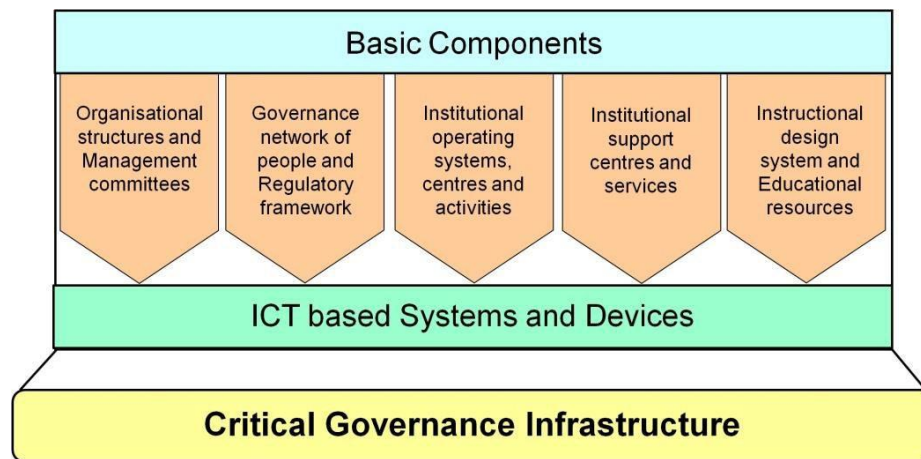 Basic Components
Organisational
structures and
Management
committees
Governance
network of
people and
Regulatory
framework
Institutional
operating
systems,
centres and
activities
Institutional
support
centres and
services
Instructional
design
system and
Educational
resources
ICT based Systems and Devices
Critical Governance Infrastructure